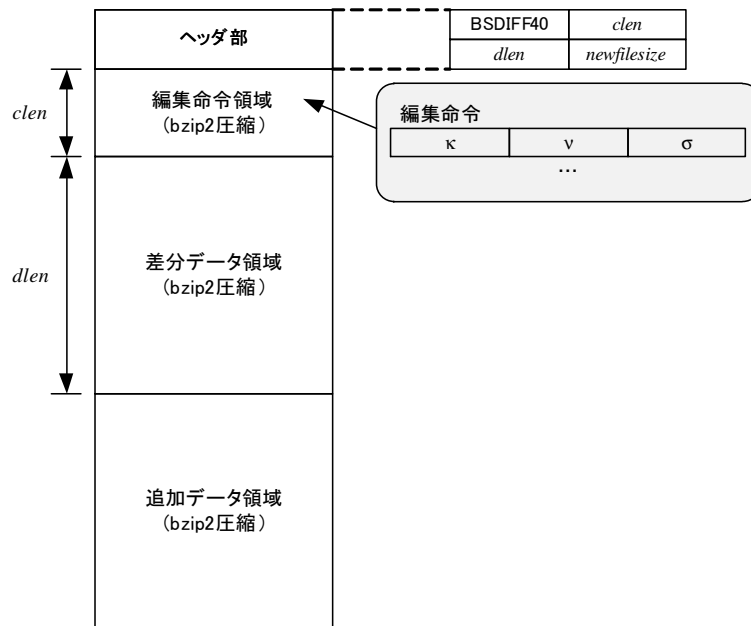 ヘッダ部
BSDIFF40
clen
dlen
newfilesize
clen
編集命令領域
(bzip2圧縮)
編集命令
κ
ν
σ
…
dlen
差分データ領域
(bzip2圧縮)
追加データ領域
(bzip2圧縮)